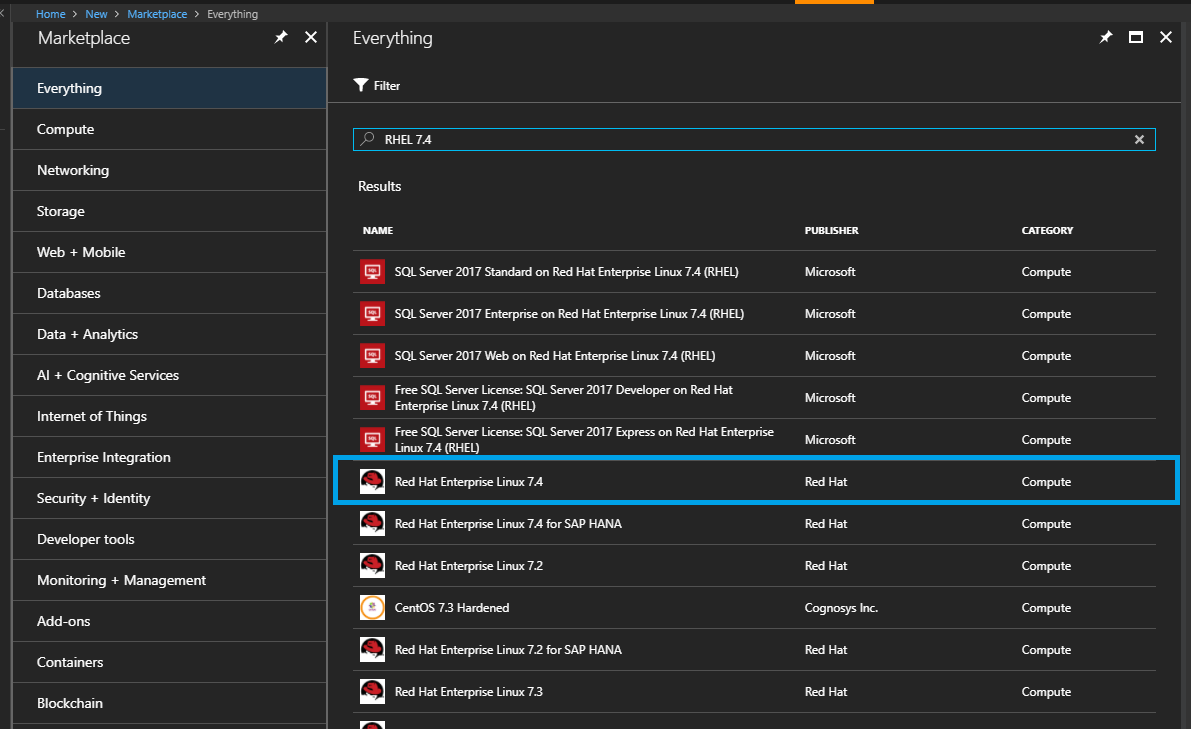 Home > New > Marketplace > Everything
Marketplace
Everything
Compute
Networking
Storage
Web + Mobile
Databases
Data + Analytics
AI + Cognitive Services
Internet of Things
Enterprise Integration
Security + Identity
Developer tools
Monitoring + Management
Add-ons
Containers
Blockchain
Everything
Filter
RHEL 7.4
Results
NAME PUBLISHER CATEGORY
SQL Server 2017 Standard on Red Hat Enterprise Linux 7.4 (RHEL) Microsoft Compute
SQL Server 2017 Enterprise on Red Hat Enterprise Linux 7.4 (RHEL) Microsoft Compute
SQL Server 2017 Web on Red Hat Enterprise Linux 7.4 (RHEL) Microsoft Compute
Free SQL Server License: SQL Server 2017 Developer on Red Hat
Enterprise Linux 7.4 (RHEL) Microsoft Compute
Free SQL Server License: SQL Server 2017 Express on Red Hat Enterprise
Linux 7.4 (RHEL) Microsoft Compute
Red Hat Enterprise Linux 7.4 Red Hat Compute
Red Hat Enterprise Linux 7.4 for SAP HANA Red Hat Compute
Red Hat Enterprise Linux 7.2 Red Hat Compute
CentOS 7.3 Hardened Cognosys Inc. Compute
Red Hat Enterprise Linux 7.2 for SAP HANA Red Hat Compute
Red Hat Enterprise Linux 7.3 Red Hat Compute